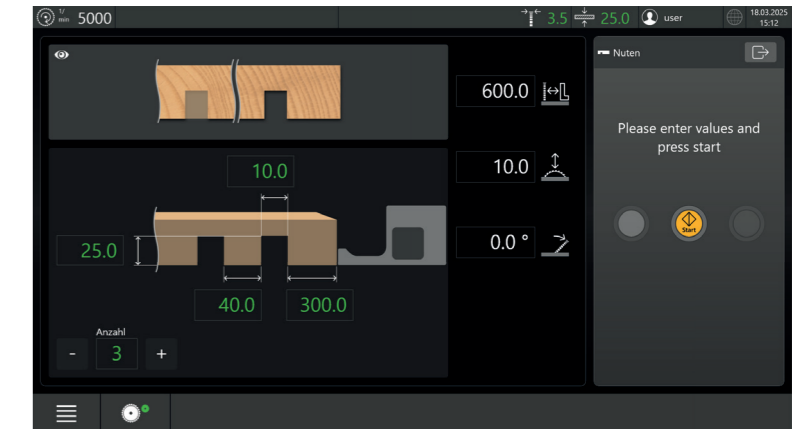 1/
min 5000
3.5
25.0
user
18.03.2025
15:12
10.0
25.0
40.0
300.0
Anzahl
- 3 +
600.0
10.0
0.0 °
Nuten
Please enter values and
press start
Start